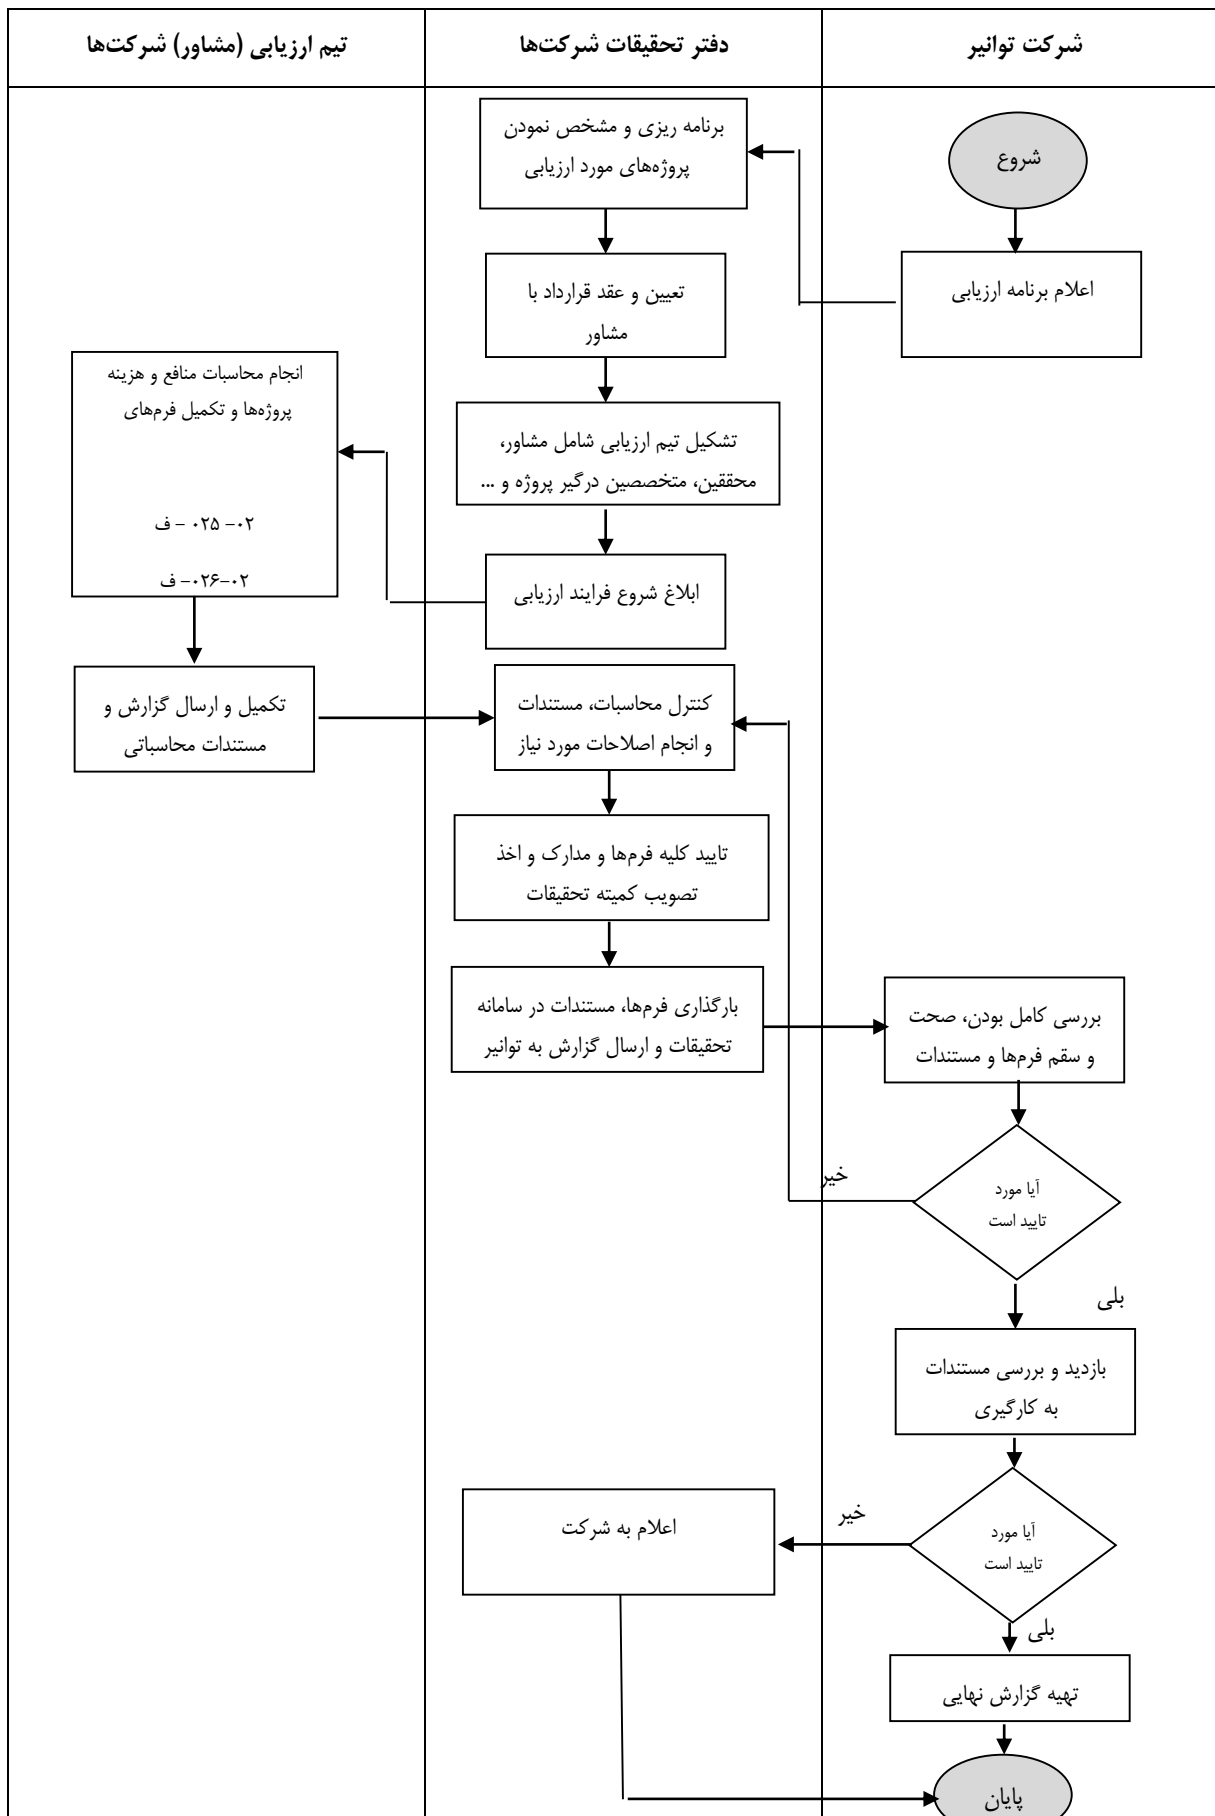 شرکت توانیر
دفتر تحقیقات شرکت‌ها
تیم ارزیابی (مشاور) شرکت‌ها
شروع
اعلام برنامه ارزیابی
برنامه ریزی و مشخص نمودن
پروژه‌های مورد ارزیابی
تعیین و عقد قرارداد با
مشاور
تشکیل تیم ارزیابی شامل مشاور،
محققین، متخصصین درگیر پروژه و ...
ابلاغ شروع فرایند ارزیابی
انجام محاسبات منافع و هزینه
پروژه‌ها و تکمیل فرم‌های
ف – ۰۲۵ –۰۲
ف –۰۲۶–۰۲
تکمیل و ارسال گزارش و
مستندات محاسباتی
کنترل محاسبات، مستندات
و انجام اصلاحات مورد نیاز
تایید کلیه فرم‌ها و مدارک و اخذ
تصویب کمیته تحقیقات
بارگذاری فرم‌ها، مستندات در سامانه
تحقیقات و ارسال گزارش به توانیر
بررسی کامل بودن، صحت
و سقم فرم‌ها و مستندات
آیا مورد
تایید است
خیر
بلی
بازدید و بررسی مستندات
به کارگیری
آیا مورد
تایید است
خیر
اعلام به شرکت
بلی
تهیه گزارش نهایی
پایان